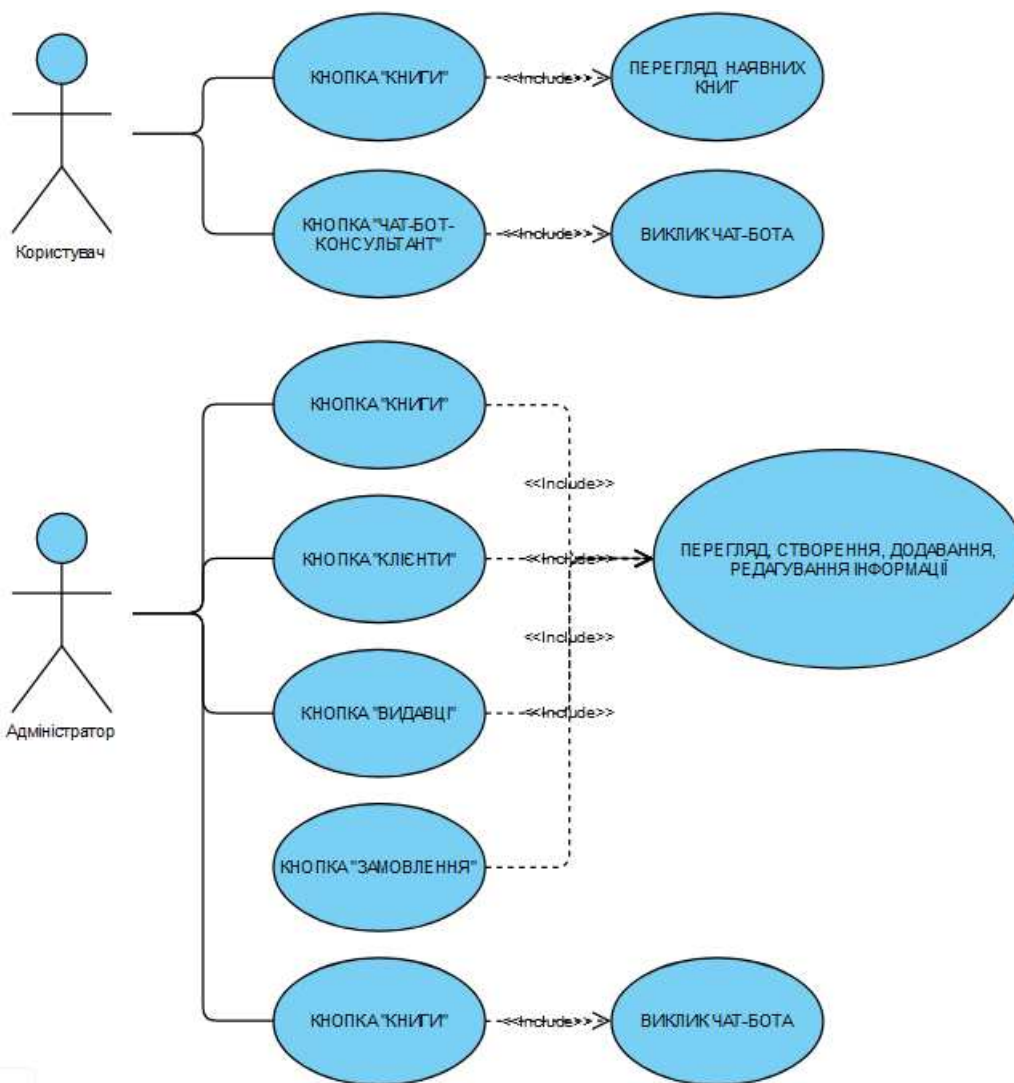 КНОПКА "КНИГИ"
<<Include>>
ПЕРЕГЛЯД НАЯВНИХ
КНИГ
КНОПКА "ЧАТ-БОТ-
КОНСУЛЬТАНТ"
<<Include>>
ВИКЛИК ЧАТ-БОТА
Користувач
КНОПКА "КНИГИ"
<<Include>>
КНОПКА "КЛІЄНТИ"
<<Include>>
ПЕРЕГЛЯД, СТВОРЕННЯ, ДОДАВАННЯ,
РЕДАГУВАННЯ ІНФОРМАЦІЇ
<<Include>>
КНОПКА "ВИДАВЦІ"
<<Include>>
Адміністратор
КНОПКА "ЗАМОВЛЕННЯ"
КНОПКА "КНИГИ"
<<Include>>
ВИКЛИК ЧАТ-БОТА